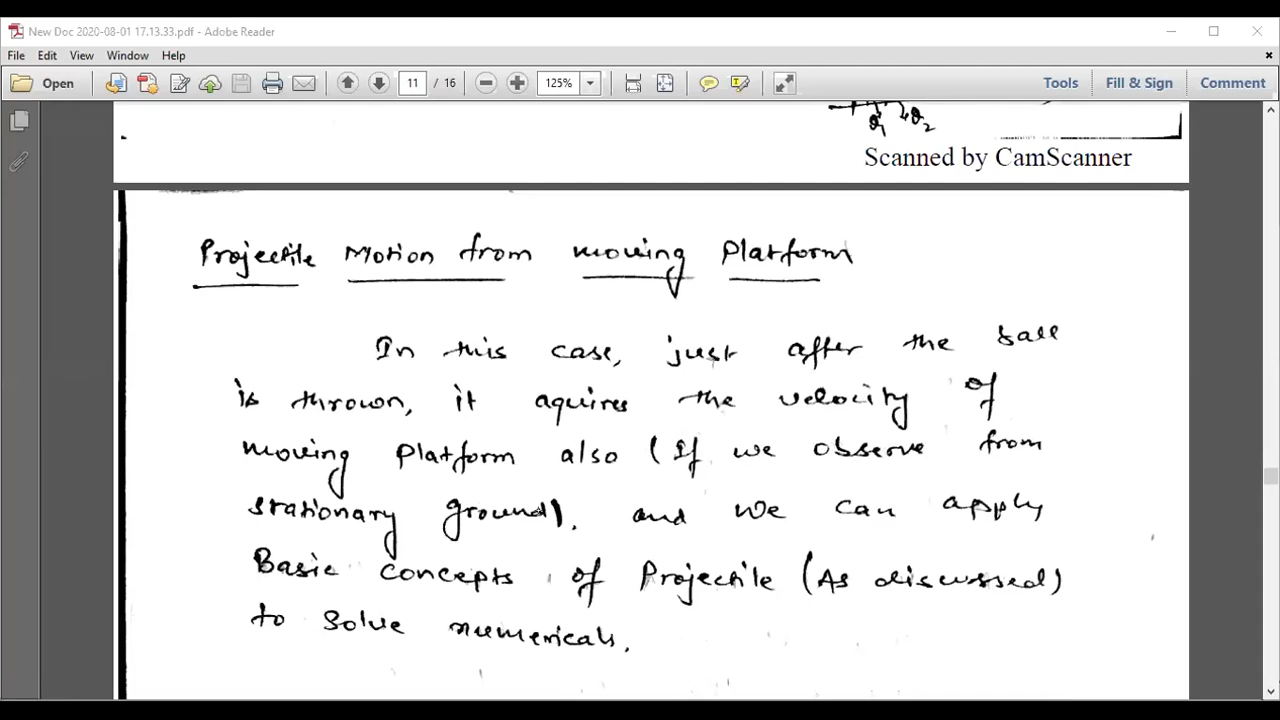 New Doc 2020-08-01 17.13.33.pdf - Adobe Reader
File Edit View Window Help
Open 11 / 16 125% Tools Fill & Sign Comment
θ1 θ2
Scanned by CamScanner
Projectile Motion from moving Platform
In this case, just after the ball
is thrown, it aquires the velocity of
moving Platform also (If we observe from
stationary ground), and we can apply
Basic concepts of Projectile (As discussed)
to solve numericals.